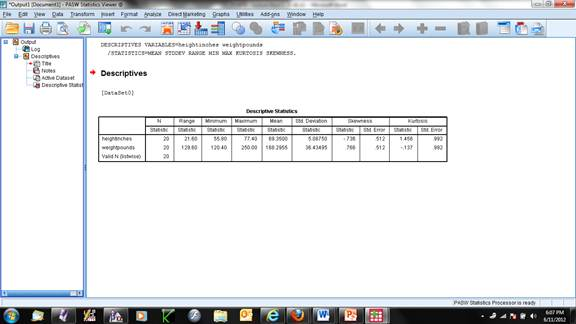 *Output1 [Document1] - PASW Statistics Viewer
File Edit View Data Transform Insert Format Analyze Direct Marketing Graphs Utilities Add-ons Window Help
Output
Log
Descriptives
Title
Notes
Active Dataset
Descriptive Statist
DESCRIPTIVES VARIABLES=heightinches weightpounds
/STATISTICS=MEAN STDDEV RANGE MIN MAX KURTOSIS SKEWNESS.
Descriptives
[DataSet0]
Descriptive Statistics
N Range Minimum Maximum Mean Std. Deviation Skewness Kurtosis
Statistic Statistic Statistic Statistic Statistic Statistic Statistic Std. Error Statistic Std. Error
heightinches 20 21.60 55.80 77.40 68.3500 5.08750 -.736 .512 1.456 .992
weightpounds 20 129.60 120.40 250.00 168.2955 36.43495 .766 .512 -.137 .992
Valid N (listwise) 20
PASW Statistics Processor is ready
6:07 PM
6/11/2012